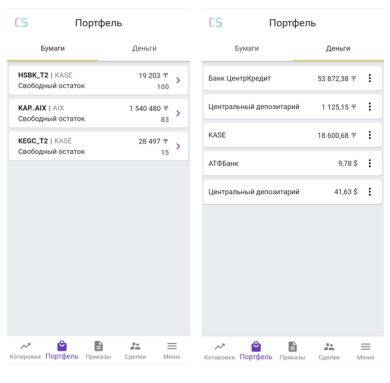 CS Портфель
Бумаги Деньги
HSBK_T2 | KASE 19 203 ₸
Свободный остаток 100
KAP.AIX | AIX 1 540 480 ₸
Свободный остаток 83
KEGC_T2 | KASE 28 497 ₸
Свободный остаток 15
Котировки Портфель Приказы Сделки Меню
CS Портфель
Бумаги Деньги
Банк ЦентрКредит 53 872,38 ₸
Центральный депозитарий 1 125,15 ₸
KASE 18 600,68 ₸
АТФБанк 9,78 $
Центральный депозитарий 41,63 $
Котировки Портфель Приказы Сделки Меню